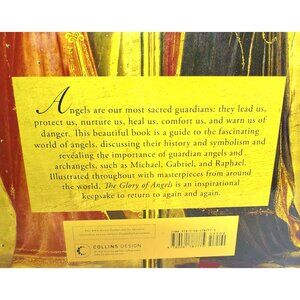 Angels are our most sacred guardians: they lead us,
protect us, nurture us, heal us, comfort us, and warn us of
danger. This beautiful book is a guide to the fascinating
world of angels, discussing their history and symbolism and
revealing the importance of guardian angels and
archangels, such as Michael, Gabriel, and Raphael.
Illustrated throughout with masterpieces from around
the world, The Glory of Angels is an inspirational
keepsake to return to again and again.
COLLINS DESIGN